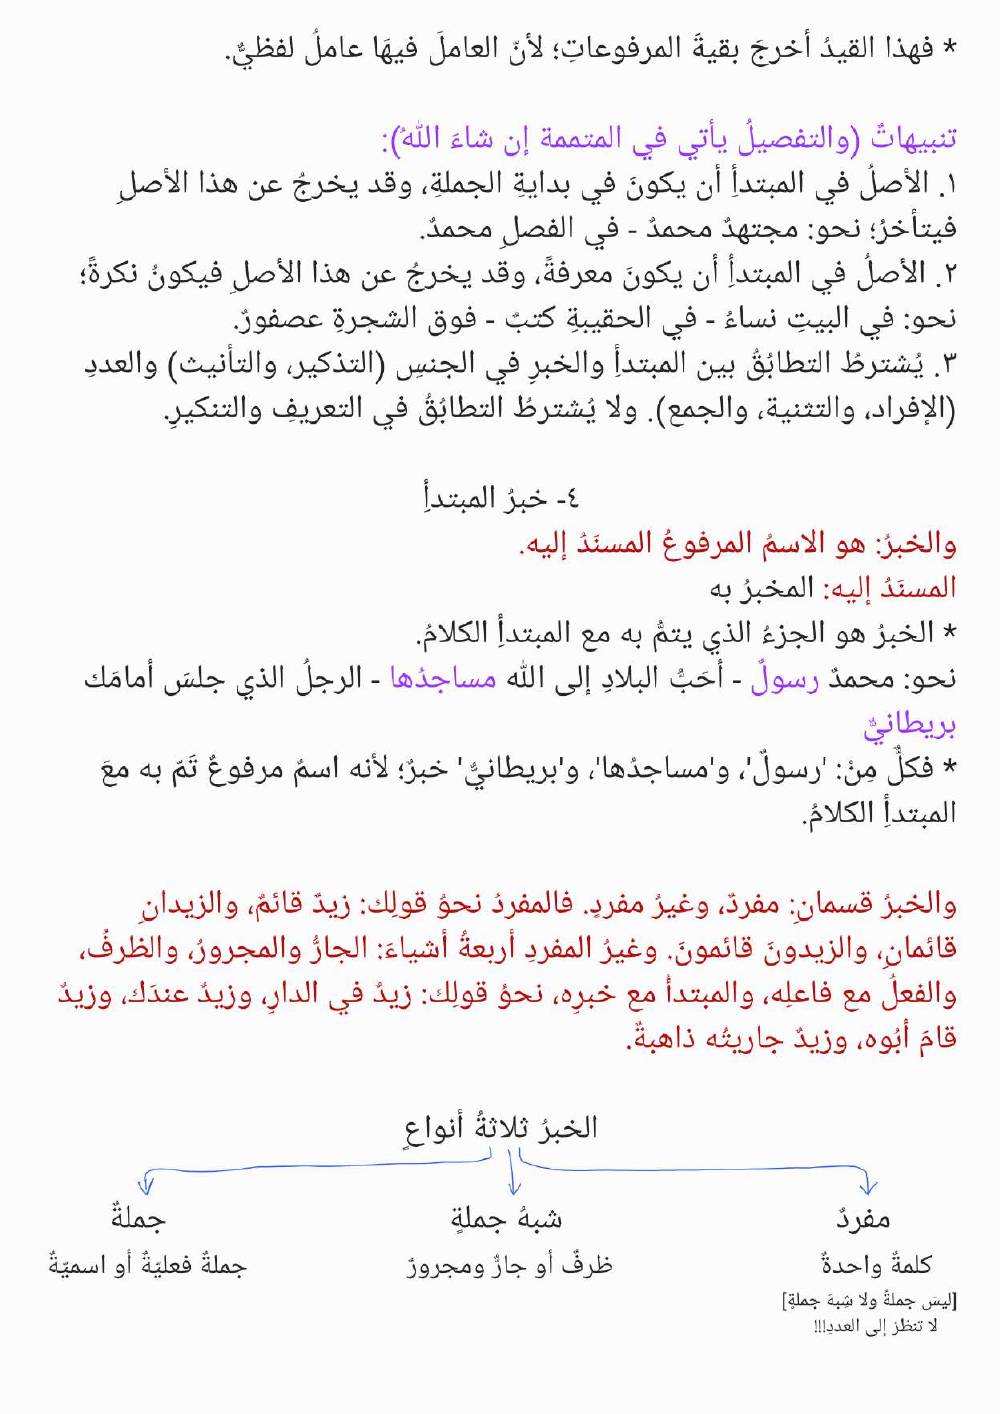 * فهذا القيدُ أخرجَ بقيةَ المرفوعاتِ؛ لأنّ العاملَ فيهَا عاملُ لفظيٌّ.
تنبيهاتٌ (والتفصيلُ يأتي في المتممة إن شاءَ اللهُ):
١. الأصلُ في المبتدأِ أن يكونَ في بدايةِ الجملةِ، وقد يخرجُ عن هذا الأصلِ
فيتأخرُ؛ نحو: مجتهدٌ محمدٌ - في الفصلِ محمدٌ.
٢. الأصلُ في المبتدأِ أن يكونَ معرفةً، وقد يخرجُ عن هذا الأصلِ فيكونُ نكرةً؛
نحو: في البيتِ نساءُ - في الحقيبةِ كتبٌ - فوق الشجرةِ عصفورٌ.
٣. يُشترطُ التطابُقُ بين المبتدأِ والخبرِ في الجنسِ (التذكير، والتأنيث) والعددِ
(الإفراد، والتثنية، والجمع). ولا يُشترطُ التطابُقُ في التعريفِ والتنكيرِ.
٤- خبرُ المبتدأِ
والخبرُ: هو الاسمُ المرفوعُ المسنَدُ إليه.
المسنَدُ إليه: المخبرُ به
* الخبرُ هو الجزءُ الذي يتمُّ به مع المبتدأِ الكلامُ.
نحو: محمدٌ رسولٌ - أحَبُّ البلادِ إلى الله مساجدُها - الرجلُ الذي جلسَ أمامَك
بريطانيٌّ
* فكلٌّ مِنْ: 'رسولٌ'، و'مساجدُها'، و'بريطانيٌّ' خبرٌ؛ لأنه اسمٌ مرفوعٌ تَمّ به معَ
المبتدأِ الكلامُ.
والخبرُ قسمانِ: مفردٌ، وغيرُ مفردٍ. فالمفردُ نحوُ قولِك: زيدٌ قائمٌ، والزيدانِ
قائمانِ، والزيدونَ قائمونَ. وغيرُ المفردِ أربعةُ أشياءَ: الجارُّ والمجرورُ، والظرفُ،
والفعلُ مع فاعلِه، والمبتدأُ مع خبرِه، نحوُ قولِك: زيدٌ في الدارِ، وزيدٌ عندَك، وزيدٌ
قامَ أبُوه، وزيدٌ جاريتُه ذاهبةٌ.
الخبرُ ثلاثةُ أنواعٍ
مفردٌ
شبهُ جملةٍ
جملةٌ
كلمةٌ واحدةٌ
ظرفٌ أو جارٌّ ومجرورٌ
جملةٌ فعليّةٌ أو اسميّةٌ
[ليسَ جملةً ولا شِبهَ جملةٍ]
لا تنظرْ إلى العددِ!!!